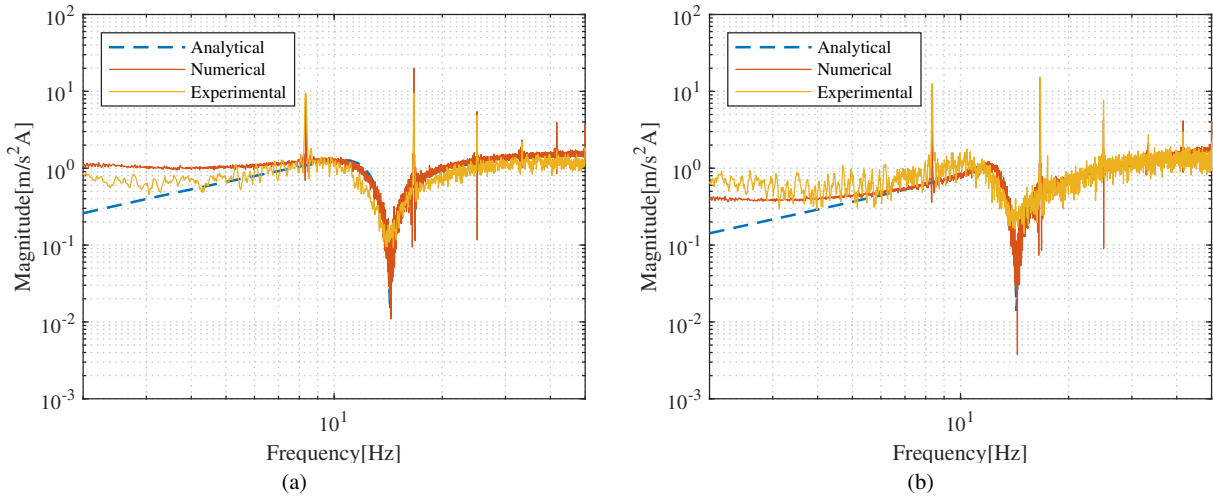 10^2
10^1
10^0
10^-1
10^-2
10^-3
Magnitude[m/s^2A]
Analytical
Numerical
Experimental
10^1
Frequency[Hz]
(a)
10^2
10^1
10^0
10^-1
10^-2
10^-3
Magnitude[m/s^2A]
Analytical
Numerical
Experimental
10^1
Frequency[Hz]
(b)